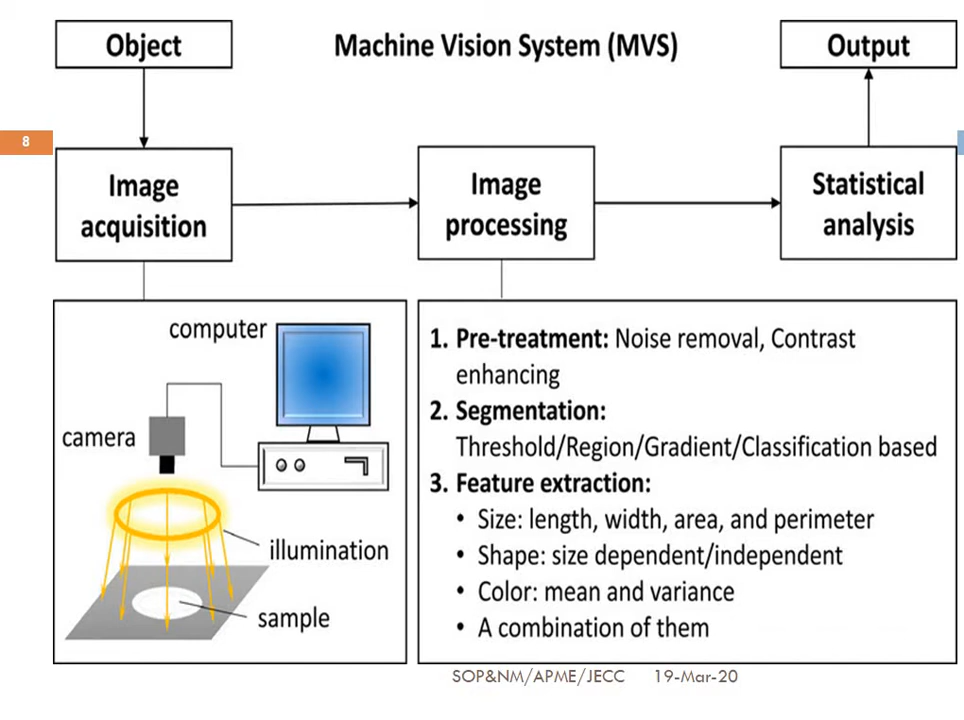 Object
Machine Vision System (MVS)
Output
8
Image
acquisition
Image
processing
Statistical
analysis
computer
camera
illumination
sample
1. Pre-treatment: Noise removal, Contrast
enhancing
2. Segmentation:
Threshold/Region/Gradient/Classification based
3. Feature extraction:
• Size: length, width, area, and perimeter
• Shape: size dependent/independent
• Color: mean and variance
• A combination of them
SOP&NM/APME/JECC 19-Mar-20